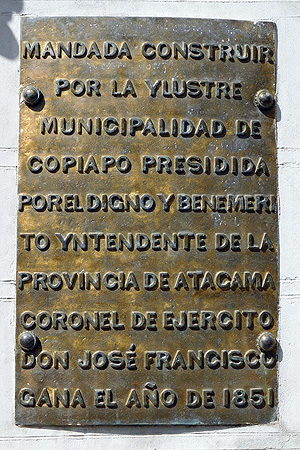 MANDADA CONSTRUIR
POR LA YLUSTRE
MUNICIPALIDAD DE
COPIAPO PRESIDIDA
POR EL DIGNO Y BENEMERI
TO YNTENDENTE DE LA
PROVINCIA DE ATACAMA
CORONEL DE EJERCITO
DON JOSÉ FRANCISCO
GANA EL AÑO DE 1851